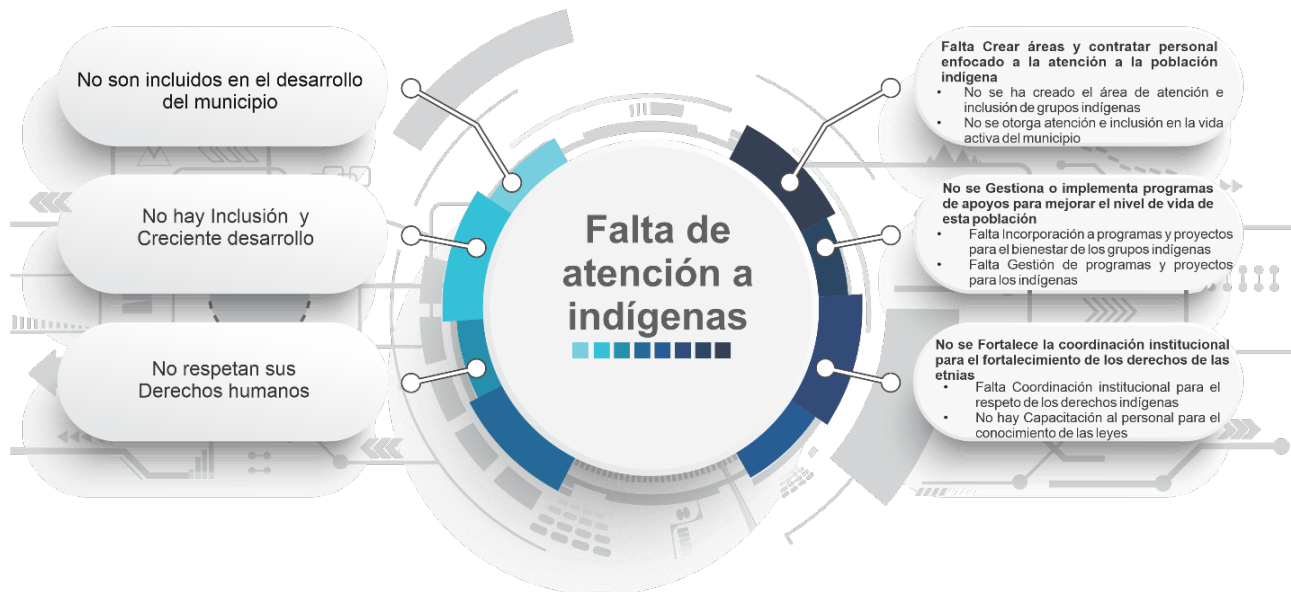 No son incluidos en el desarrollo
del municipio
No hay Inclusión y
Creciente desarrollo
No respetan sus
Derechos humanos
Falta de
atención a
indígenas
Falta Crear áreas y contratar personal
enfocado a la atención a la población
indígena
• No se ha creado el área de atención e
inclusión de grupos indígenas
• No se otorga atención e inclusión en la vida
activa del municipio
No se Gestiona o implementa programas
de apoyos para mejorar el nivel de vida de
esta población
• Falta Incorporación a programas y proyectos
para el bienestar de los grupos indígenas
• Falta Gestión de programas y proyectos
para los indígenas
No se Fortalece la coordinación institucional
para el fortalecimiento de los derechos de las
etnias
• Falta Coordinación institucional para el
respeto de los derechos indígenas
• No hay Capacitación al personal para el
conocimiento de las leyes